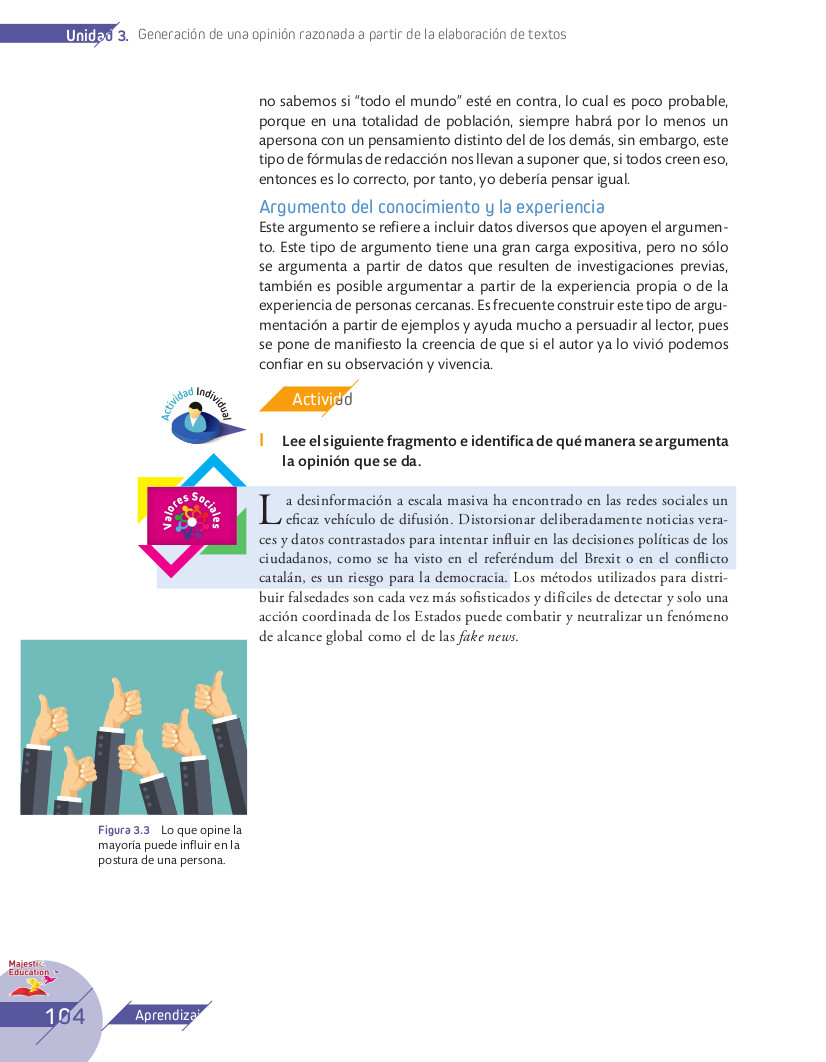 Unidad 3. Generación de una opinión razonada a partir de la elaboración de textos
no sabemos si “todo el mundo” esté en contra, lo cual es poco probable,
porque en una totalidad de población, siempre habrá por lo menos un
apersona con un pensamiento distinto del de los demás, sin embargo, este
tipo de fórmulas de redacción nos llevan a suponer que, si todos creen eso,
entonces es lo correcto, por tanto, yo debería pensar igual.
Argumento del conocimiento y la experiencia
Este argumento se refiere a incluir datos diversos que apoyen el argumen-
to. Este tipo de argumento tiene una gran carga expositiva, pero no sólo
se argumenta a partir de datos que resulten de investigaciones previas,
también es posible argumentar a partir de la experiencia propia o de la
experiencia de personas cercanas. Es frecuente construir este tipo de argu-
mentación a partir de ejemplos y ayuda mucho a persuadir al lector, pues
se pone de manifiesto la creencia de que si el autor ya lo vivió podemos
confiar en su observación y vivencia.
Actividad Individual
Actividad
I Lee el siguiente fragmento e identifica de qué manera se argumenta
la opinión que se da.
Valores Sociales
La desinformación a escala masiva ha encontrado en las redes sociales un
eficaz vehículo de difusión. Distorsionar deliberadamente noticias vera-
ces y datos contrastados para intentar influir en las decisiones políticas de los
ciudadanos, como se ha visto en el referéndum del Brexit o en el conflicto
catalán, es un riesgo para la democracia. Los métodos utilizados para distri-
buir falsedades son cada vez más sofisticados y difíciles de detectar y solo una
acción coordinada de los Estados puede combatir y neutralizar un fenómeno
de alcance global como el de las fake news.
Figura 3.3 Lo que opine la
mayoría puede influir en la
postura de una persona.
Majestic
Education
104
Aprendizaj